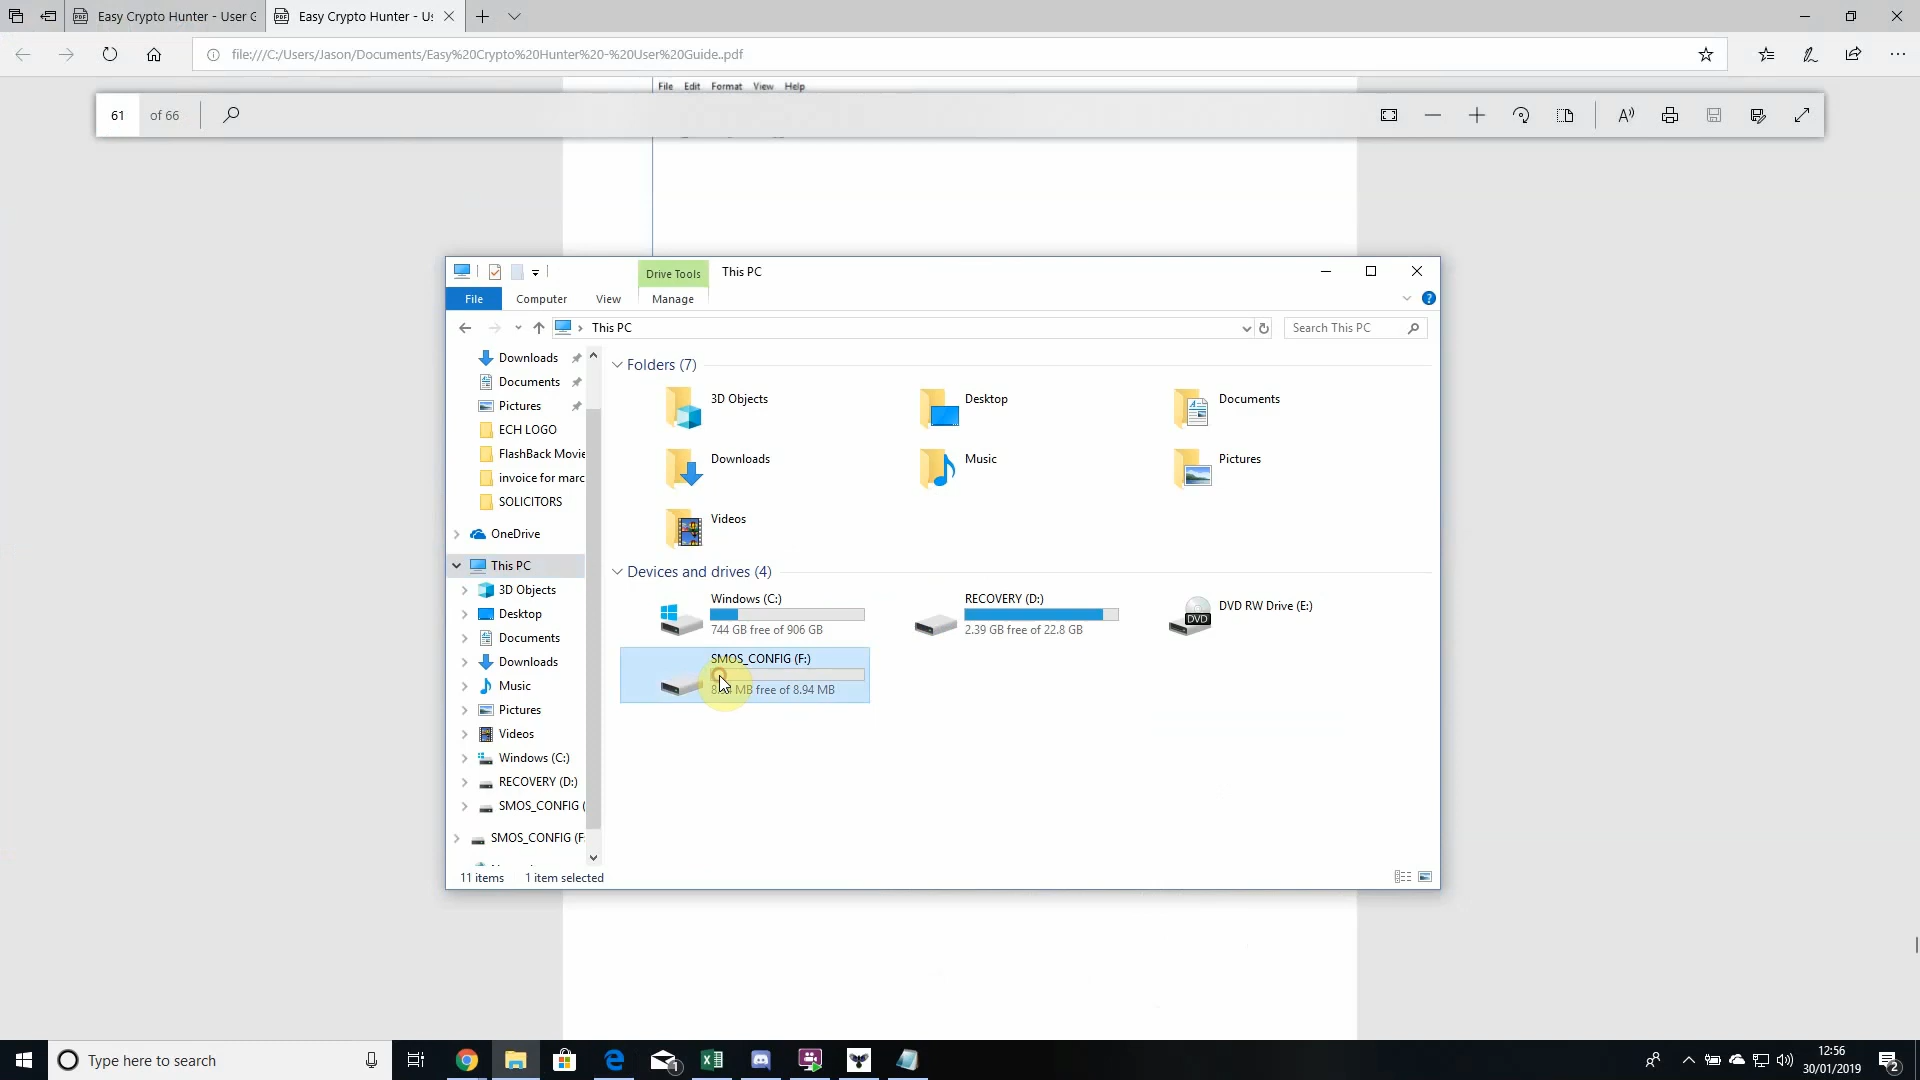 Easy Crypto Hunter - User G
Easy Crypto Hunter - Us
file:///C:/Users/Jason/Documents/Easy%20Crypto%20Hunter%20-%20User%20Guide..pdf
File Edit Format View Help
61 of 66
Drive Tools This PC
File Computer View Manage
This PC
Search This PC
Downloads
Documents
Pictures
ECH LOGO
FlashBack Movie
invoice for marc
SOLICITORS
OneDrive
This PC
3D Objects
Desktop
Documents
Downloads
Music
Pictures
Videos
Windows (C:)
RECOVERY (D:)
SMOS_CONFIG (
SMOS_CONFIG (F:
Folders (7)
3D Objects
Desktop
Documents
Downloads
Music
Pictures
Videos
Devices and drives (4)
Windows (C:)
744 GB free of 906 GB
RECOVERY (D:)
2.39 GB free of 22.8 GB
DVD RW Drive (E:)
DVD
SMOS_CONFIG (F:)
MB free of 8.94 MB
11 items 1 item selected
Type here to search
1
12:56
30/01/2019
2